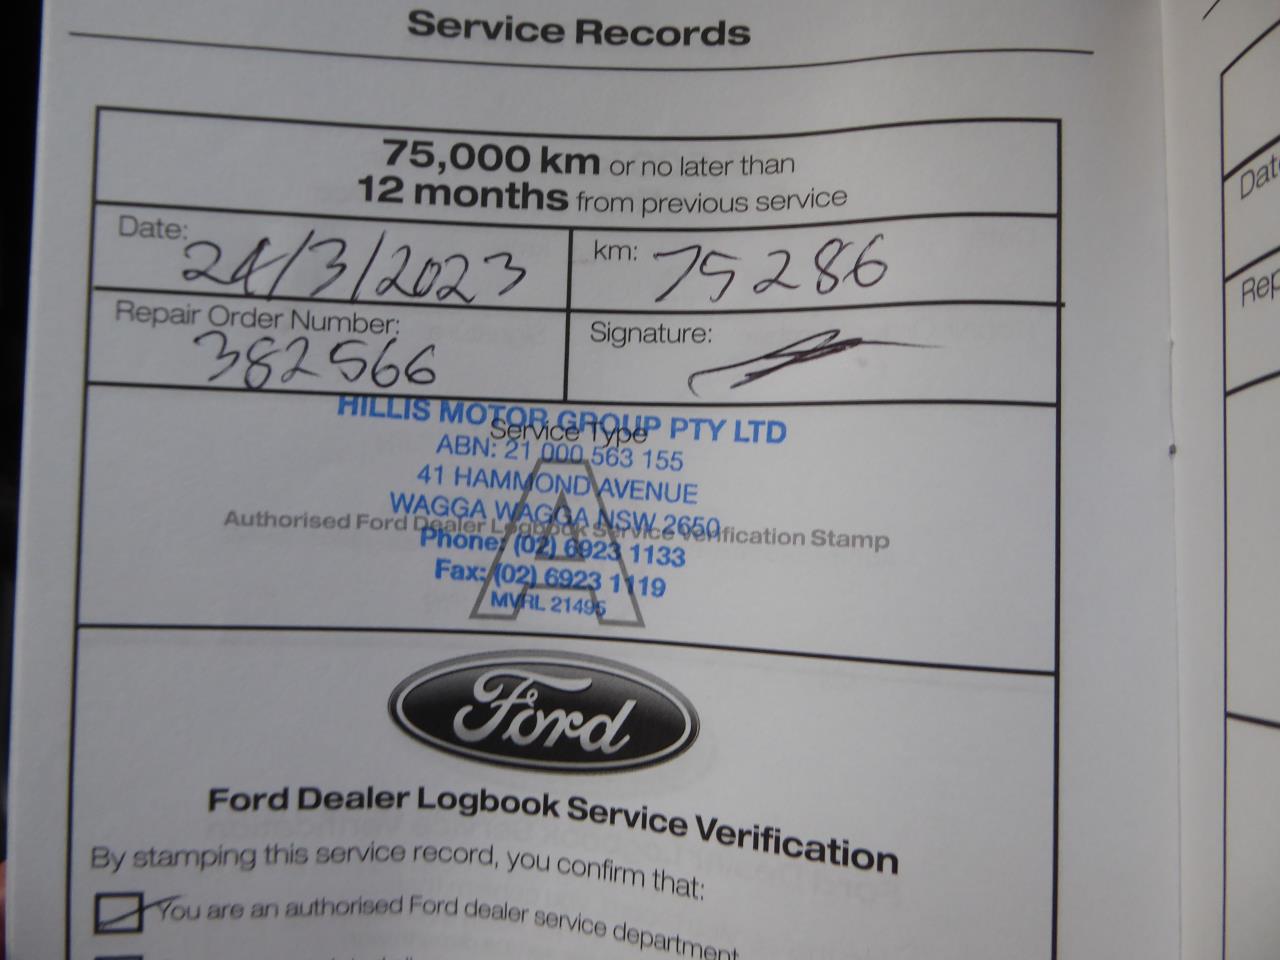 Service Records
75,000 km or no later than
12 months from previous service
Date: 24/3/2023
km: 75286
Repair Order Number: 382566
Signature:
HILLIS MOTOR GROUP PTY LTD
Service Type
ABN: 21 000 563 155
41 HAMMOND AVENUE
WAGGA WAGGA NSW 2650
Authorised Ford Dealer Logbook Service Verification Stamp
A
Phone: (02) 6923 1133
Fax: (02) 6923 1119
MVRL 21495
Ford
Ford Dealer Logbook Service Verification
By stamping this service record, you confirm that:
You are an authorised Ford dealer service department